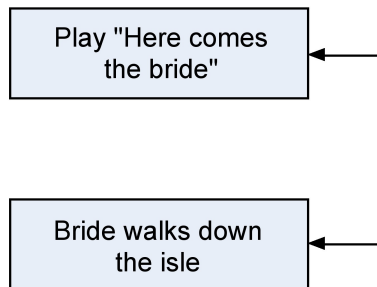 Play "Here comes
the bride"
Bride walks down
the isle